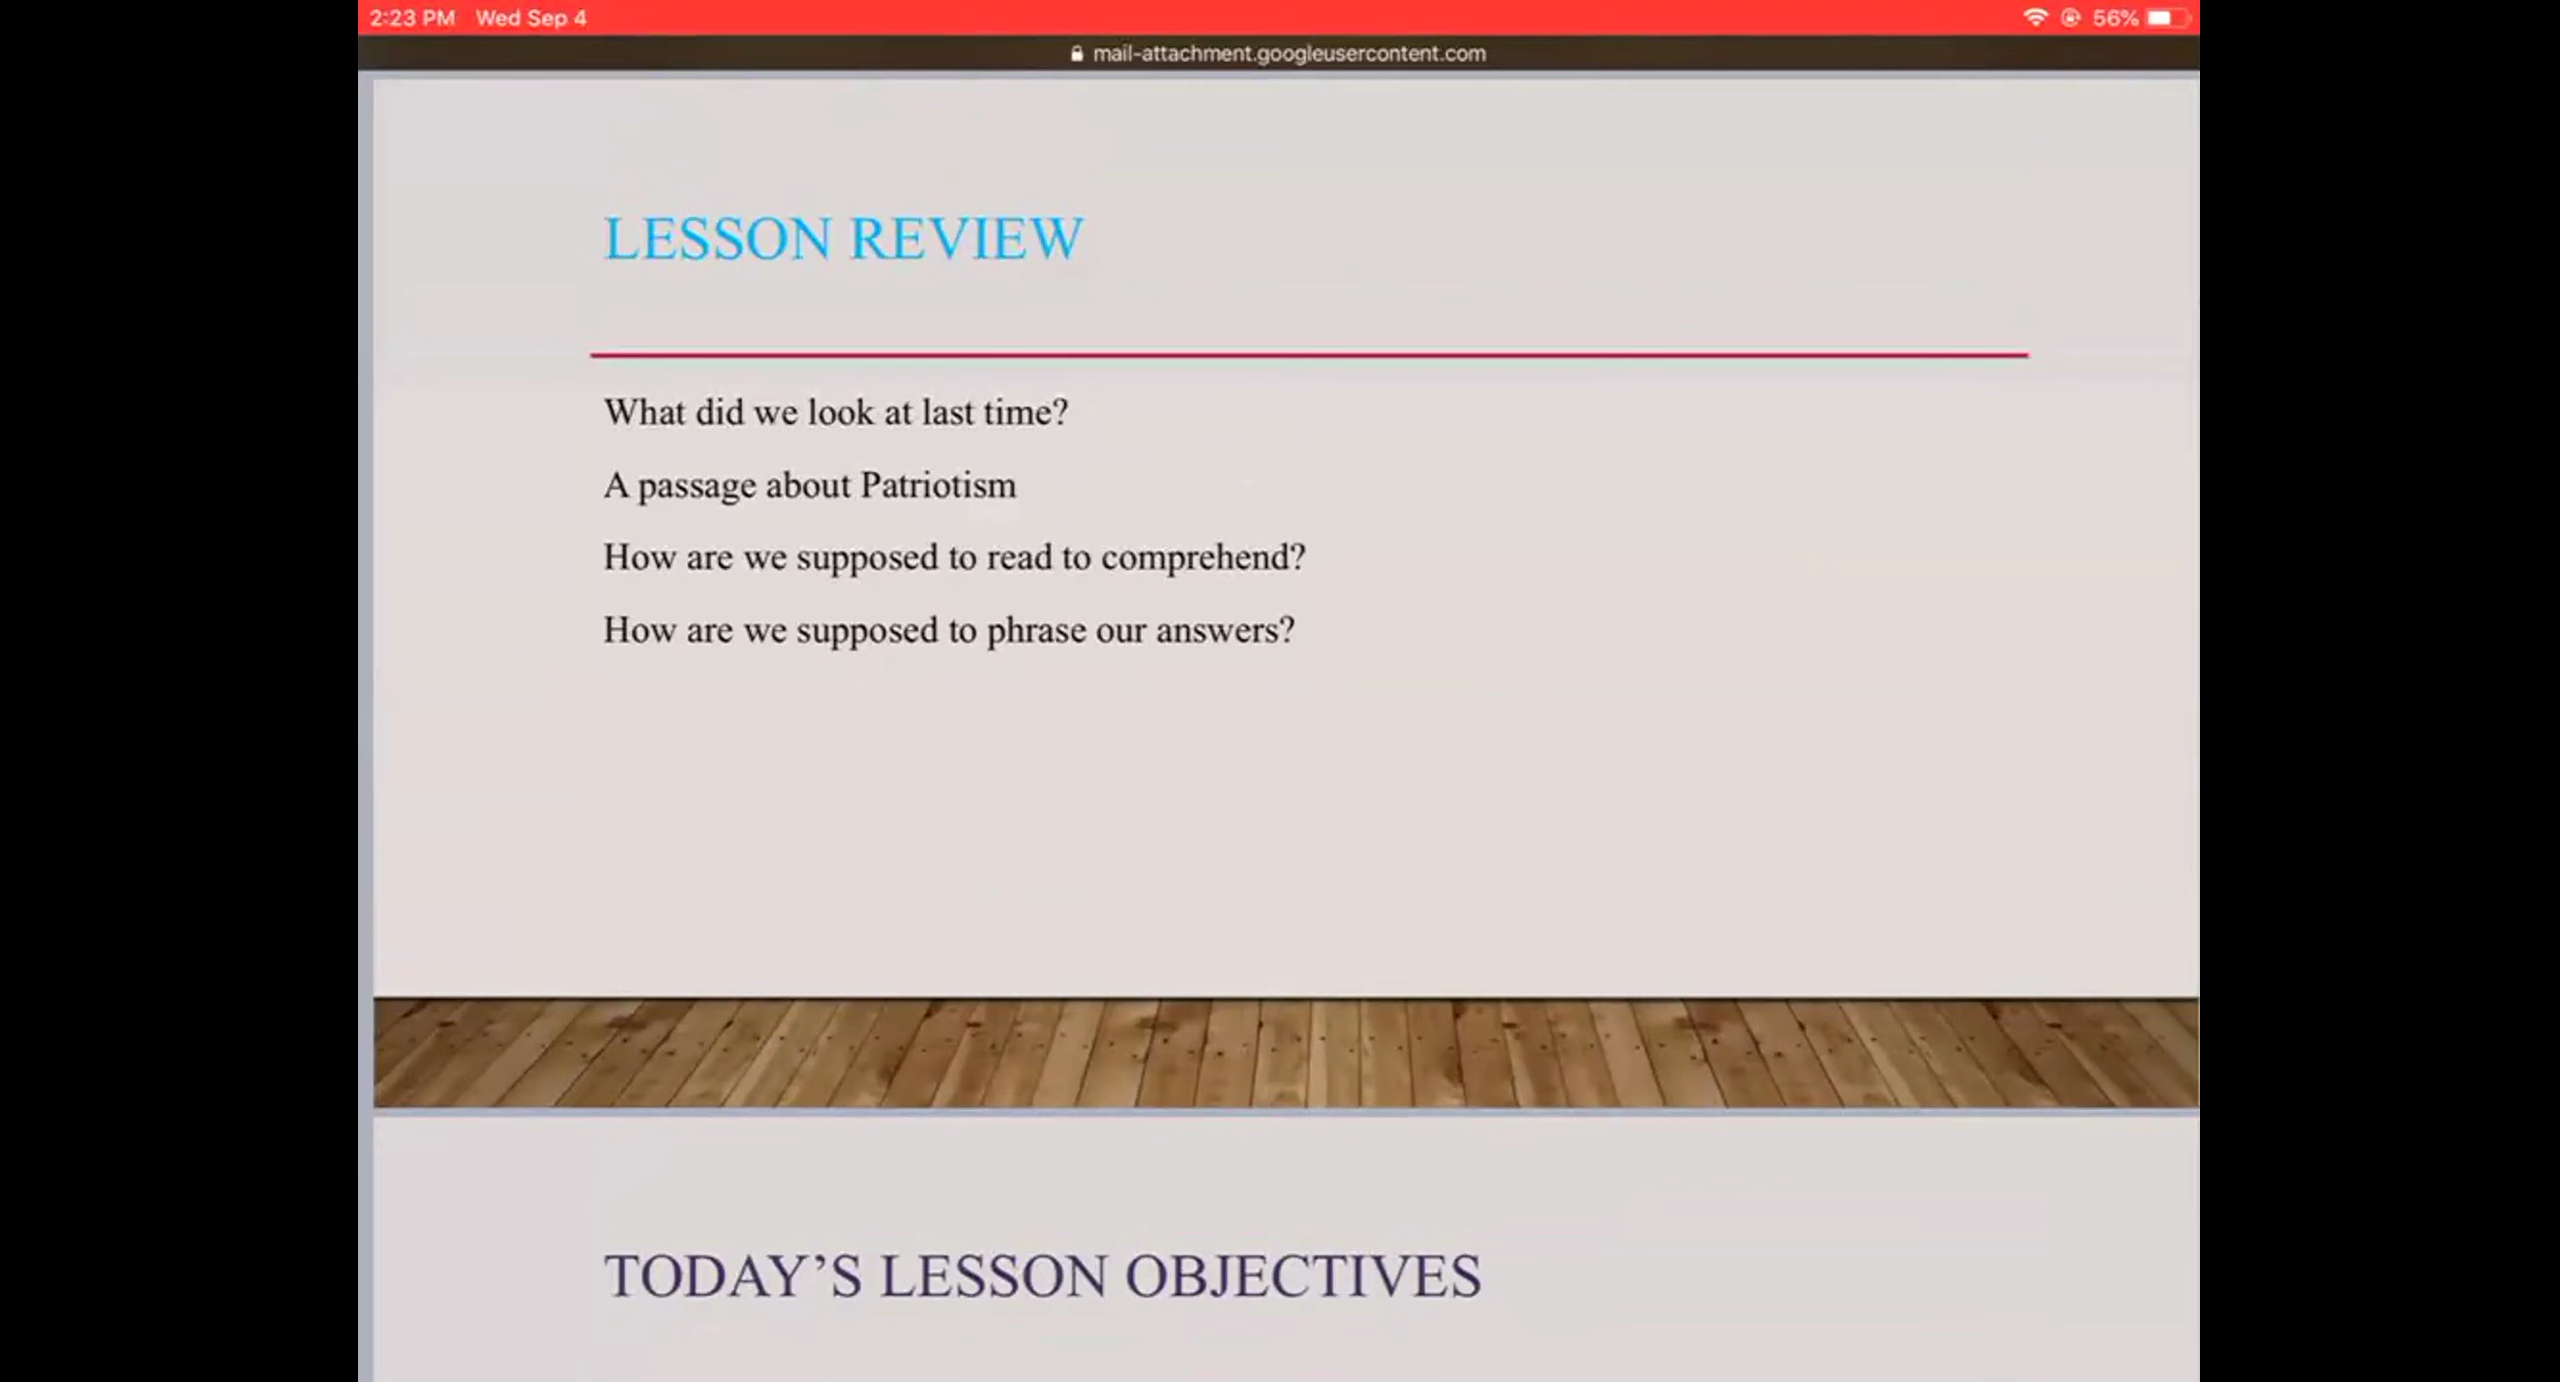 2:23 PM Wed Sep 4
56%
mail-attachment.googleusercontent.com
LESSON REVIEW
What did we look at last time?
A passage about Patriotism
How are we supposed to read to comprehend?
How are we supposed to phrase our answers?
TODAY’S LESSON OBJECTIVES